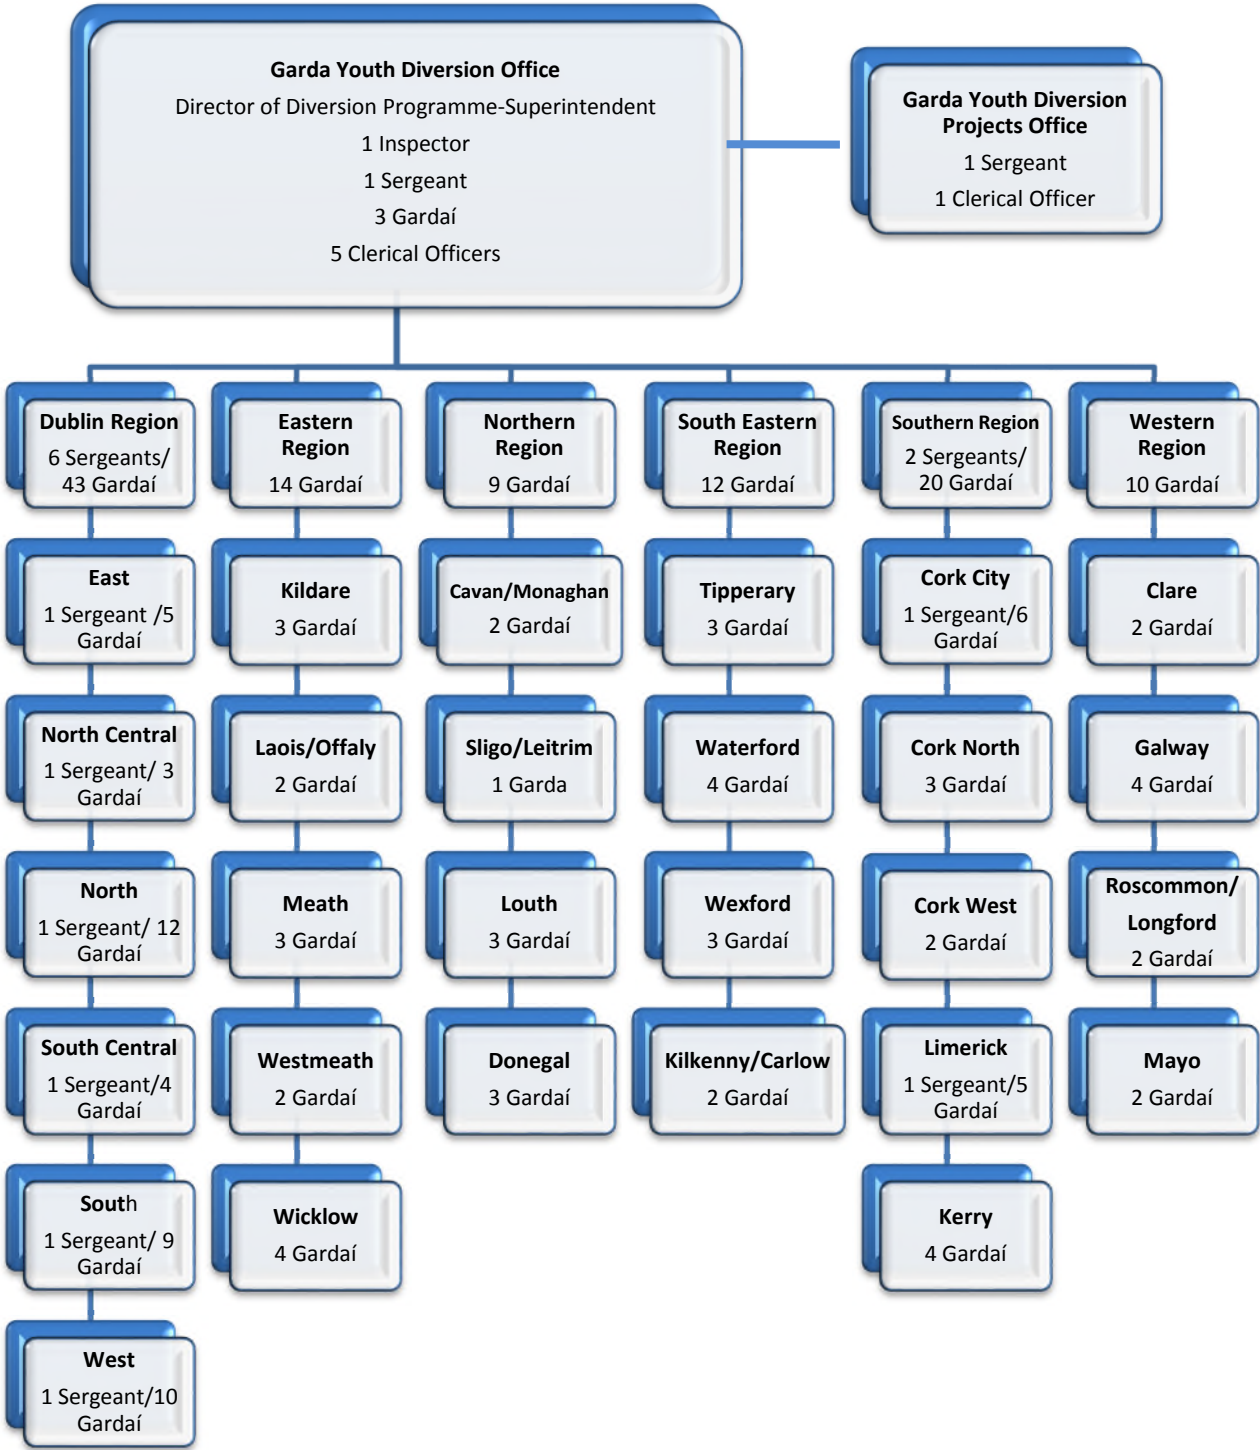 Garda Youth Diversion Office
Director of Diversion Programme-Superintendent
1 Inspector
1 Sergeant
3 Gardaí
5 Clerical Officers
Garda Youth Diversion
Projects Office
1 Sergeant
1 Clerical Officer
Dublin Region
6 Sergeants/
43 Gardaí
Eastern
Region
14 Gardaí
Northern
Region
9 Gardaí
South Eastern
Region
12 Gardaí
Southern Region
2 Sergeants/
20 Gardaí
Western
Region
10 Gardaí
East
1 Sergeant /5
Gardaí
Kildare
3 Gardaí
Cavan/Monaghan
2 Gardaí
Tipperary
3 Gardaí
Cork City
1 Sergeant/6
Gardaí
Clare
2 Gardaí
North Central
1 Sergeant/ 3
Gardaí
Laois/Offaly
2 Gardaí
Sligo/Leitrim
1 Garda
Waterford
4 Gardaí
Cork North
3 Gardaí
Galway
4 Gardaí
North
1 Sergeant/ 12
Gardaí
Meath
3 Gardaí
Louth
3 Gardaí
Wexford
3 Gardaí
Cork West
2 Gardaí
Roscommon/
Longford
2 Gardaí
South Central
1 Sergeant/4
Gardaí
Westmeath
2 Gardaí
Donegal
3 Gardaí
Kilkenny/Carlow
2 Gardaí
Limerick
1 Sergeant/5
Gardaí
Mayo
2 Gardaí
South
1 Sergeant/ 9
Gardaí
Wicklow
4 Gardaí
Kerry
4 Gardaí
West
1 Sergeant/10
Gardaí